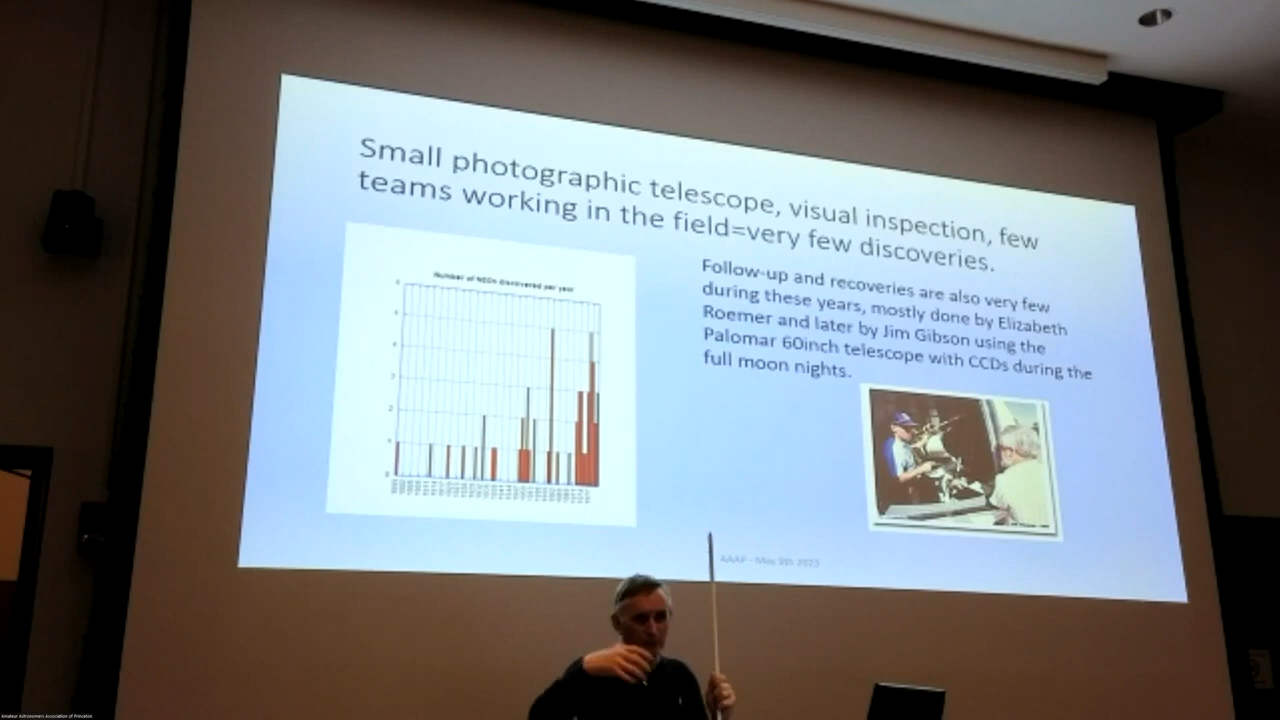 Small photographic telescope, visual inspection, few
teams working in the field=very few discoveries.
Number of NEOs discovered per year
Follow-up and recoveries are also very few
during these years, mostly done by Elizabeth
Roemer and later by Jim Gibson using the
Palomar 60inch telescope with CCDs during the
full moon nights.
AAAP - May 9th 2023
Amateur Astronomers Association of Princeton